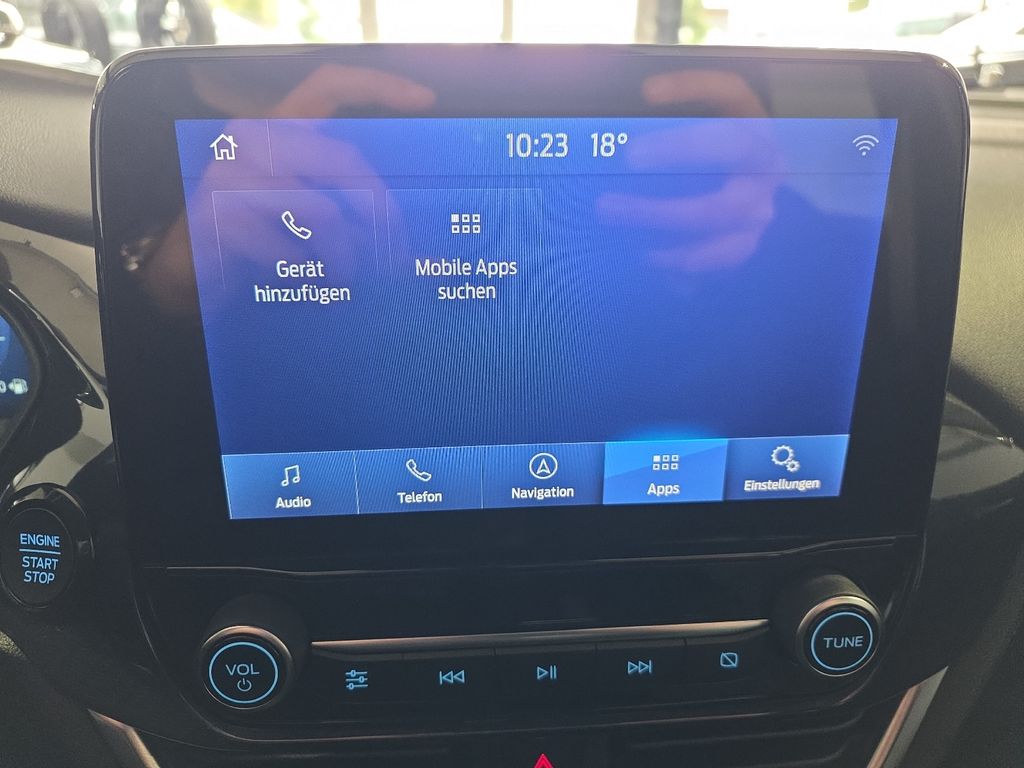 10:23 18°
Gerät
hinzufügen
Mobile Apps
suchen
Audio
Telefon
Navigation
Apps
Einstellungen
ENGINE
START
STOP
VOL
TUNE